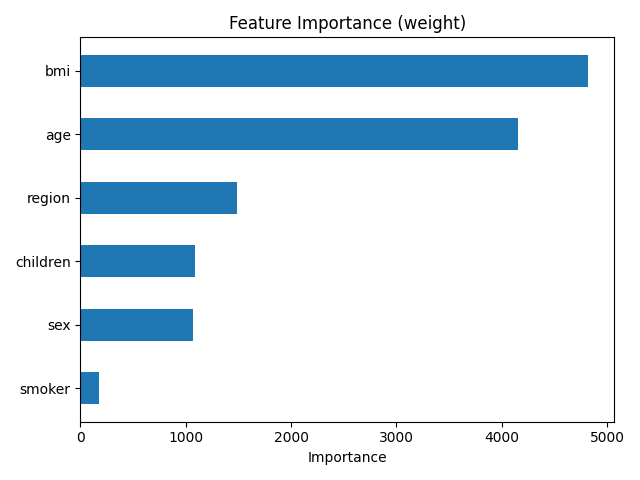 Feature Importance (weight)
bmi
age
region
children
sex
smoker
0 1000 2000 3000 4000 5000
Importance